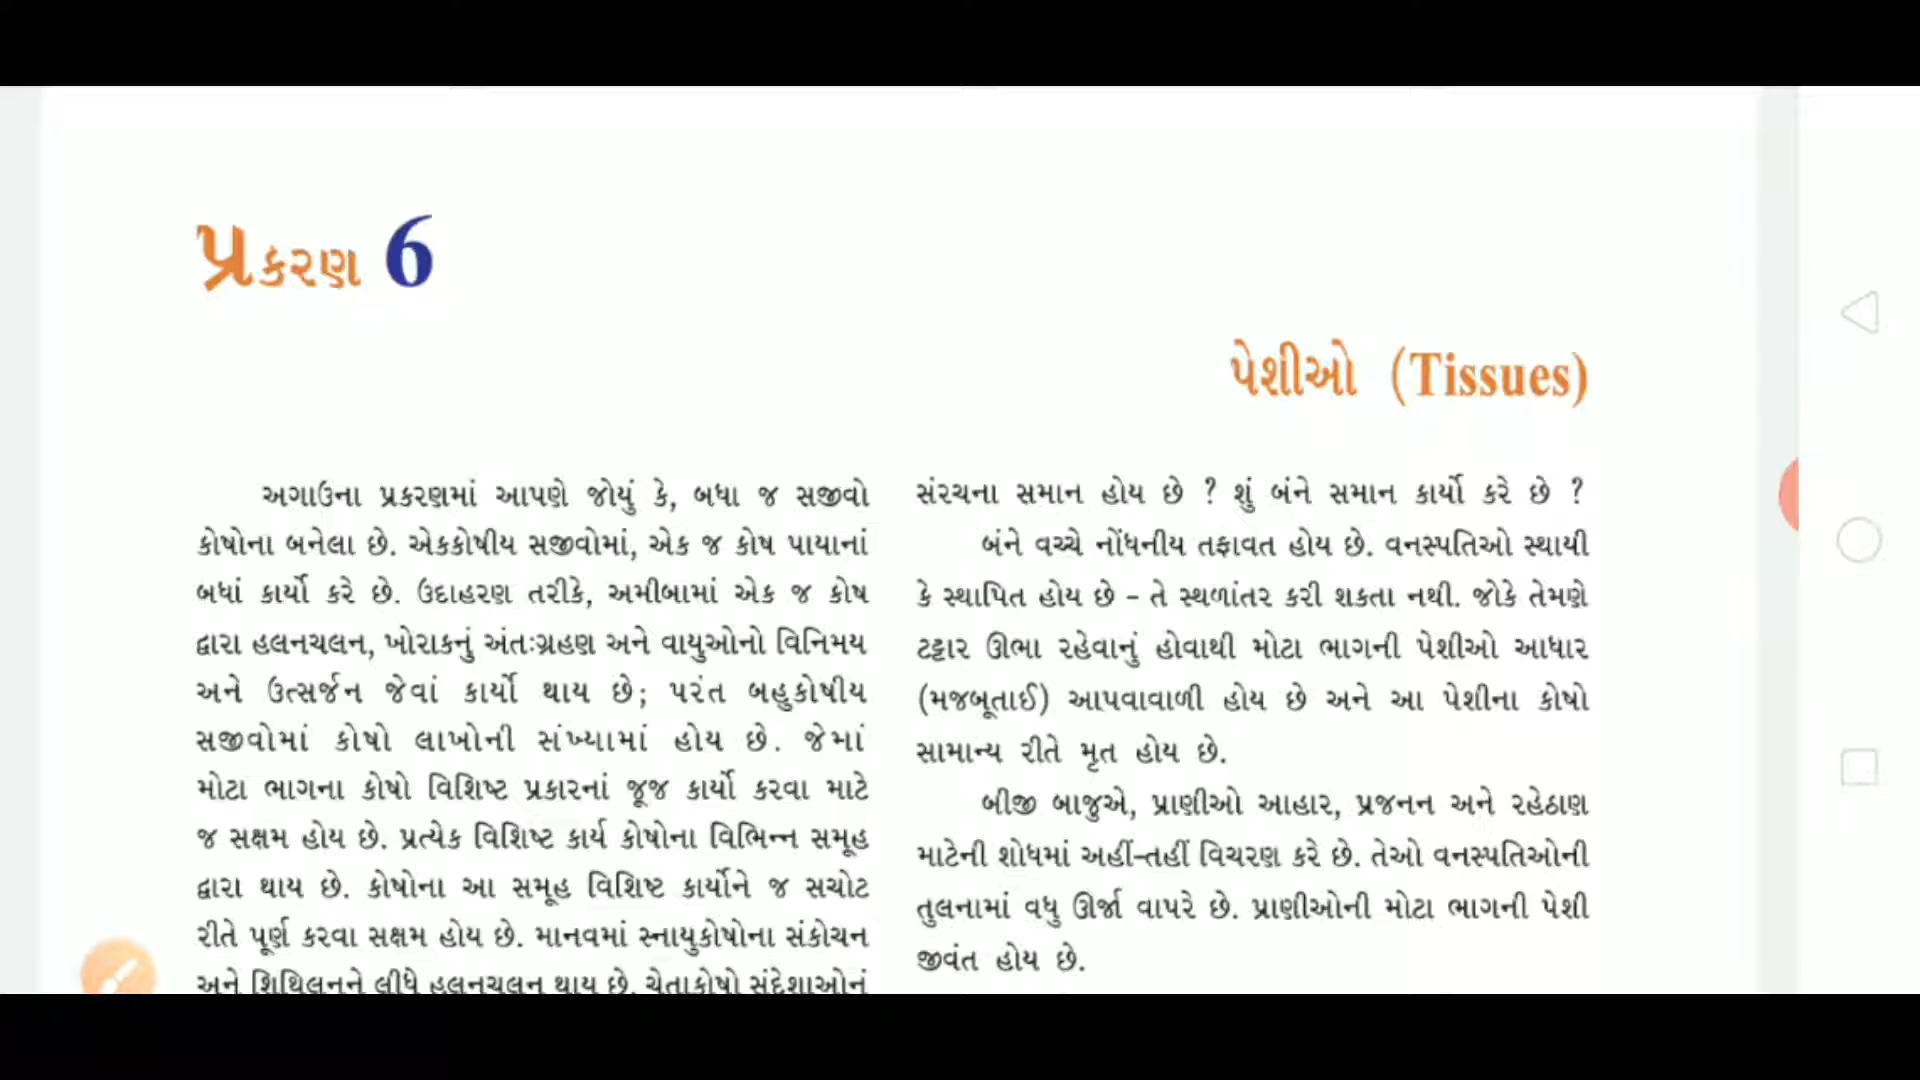 પ્રકરણ 6
પેશીઓ (Tissues)
અગાઉના પ્રકરણમાં આપણે જોયું કે, બધા જ સજીવો
કોષોના બનેલા છે. એકકોષીય સજીવોમાં, એક જ કોષ પાયાનાં
બધાં કાર્યો કરે છે. ઉદાહરણ તરીકે, અમીબામાં એક જ કોષ
દ્વારા હલનચલન, ખોરાકનું અંતઃગ્રહણ અને વાયુઓનો વિનિમય
અને ઉત્સર્જન જેવાં કાર્યો થાય છે; પરંત બહુકોષીય
સજીવોમાં કોષો લાખોની સંખ્યામાં હોય છે. જેમાં
મોટા ભાગના કોષો વિશિષ્ટ પ્રકારનાં જૂજ કાર્યો કરવા માટે
જ સક્ષમ હોય છે. પ્રત્યેક વિશિષ્ટ કાર્ય કોષોના વિભિન્ન સમૂહ
દ્વારા થાય છે. કોષોના આ સમૂહ વિશિષ્ટ કાર્યોને જ સચોટ
રીતે પૂર્ણ કરવા સક્ષમ હોય છે. માનવમાં સ્નાયુકોષોના સંકોચન
અને શિથિલનને લીધે હલનચલન થાય છે. ચેતાકોષો સંદેશાઓનું
સંરચના સમાન હોય છે ? શું બંને સમાન કાર્યો કરે છે ?
બંને વચ્ચે નોંધનીય તફાવત હોય છે. વનસ્પતિઓ સ્થાયી
કે સ્થાપિત હોય છે – તે સ્થળાંતર કરી શકતા નથી. જોકે તેમણે
ટટ્ટાર ઊભા રહેવાનું હોવાથી મોટા ભાગની પેશીઓ આધાર
(મજબૂતાઈ) આપવાવાળી હોય છે અને આ પેશીના કોષો
સામાન્ય રીતે મૃત હોય છે.
બીજી બાજુએ, પ્રાણીઓ આહાર, પ્રજનન અને રહેઠાણ
માટેની શોધમાં અહીં-તહીં વિચરણ કરે છે. તેઓ વનસ્પતિઓની
તુલનામાં વધુ ઊર્જા વાપરે છે. પ્રાણીઓની મોટા ભાગની પેશી
જીવંત હોય છે.